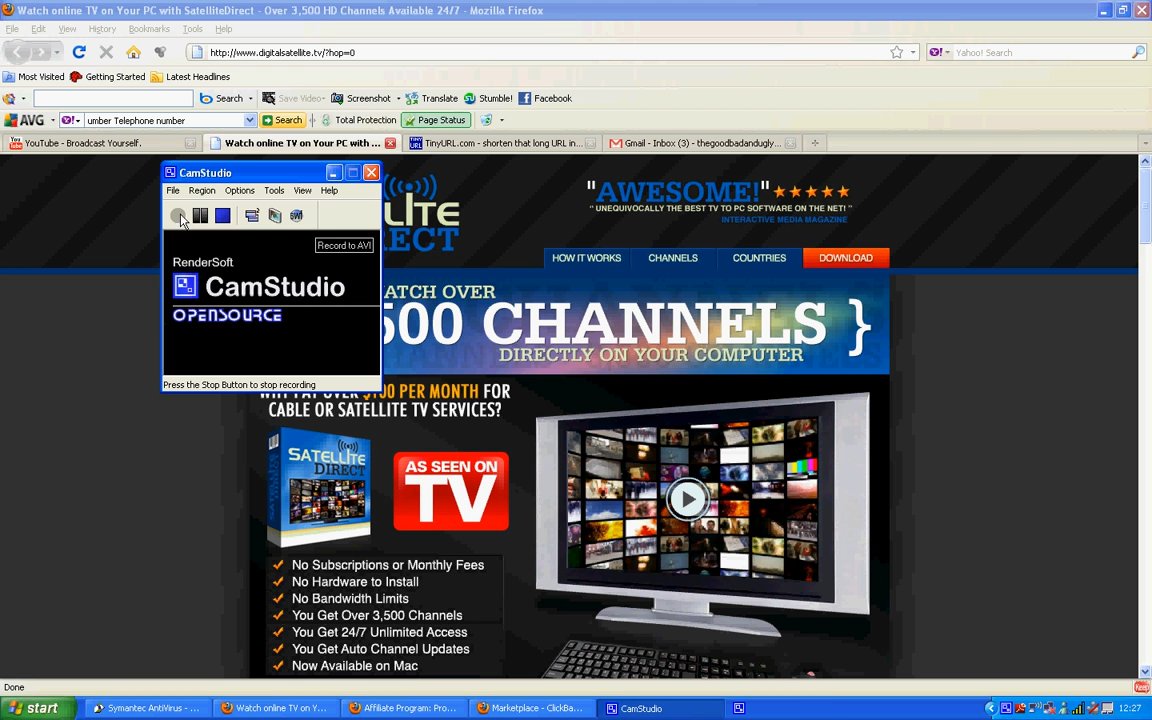 Watch online TV on Your PC with SatelliteDirect - Over 3,500 HD Channels Available 24/7 - Mozilla Firefox
File Edit View History Bookmarks Tools Help
http://www.digitalsatellite.tv/?hop=0
Yahoo! Search
Most Visited Getting Started Latest Headlines
Search Save Video Screenshot Translate Stumble! Facebook
AVG umber Telephone number Search Total Protection Page Status
YouTube - Broadcast Yourself. Watch online TV on Your PC with ... TinyURL.com - shorten that long URL in... Gmail - Inbox (3) - thegoodbadandugly...
CamStudio
File Region Options Tools View Help
Record to AVI
RenderSoft
CamStudio
OPENSOURCE
Press the Stop Button to stop recording
LITE
"AWESOME!"
" UNEQUIVOCALLY THE BEST TV TO PC SOFTWARE ON THE NET! "
INTERACTIVE MEDIA MAGAZINE
HOW IT WORKS CHANNELS COUNTRIES DOWNLOAD
ATCH OVER
500 CHANNELS }
DIRECTLY ON YOUR COMPUTER
WHY PAY OVER $100 PER MONTH FOR
CABLE OR SATELLITE TV SERVICES?
SATELLITE
DIRECT
AS SEEN ON
TV
No Subscriptions or Monthly Fees
No Hardware to Install
No Bandwidth Limits
You Get Over 3,500 Channels
You Get 24/7 Unlimited Access
You Get Auto Channel Updates
Now Available on Mac
Done
start Symantec AntiVirus - ... Watch online TV on Y... Affiliate Program: Pro... Marketplace - ClickBa... CamStudio 12:27